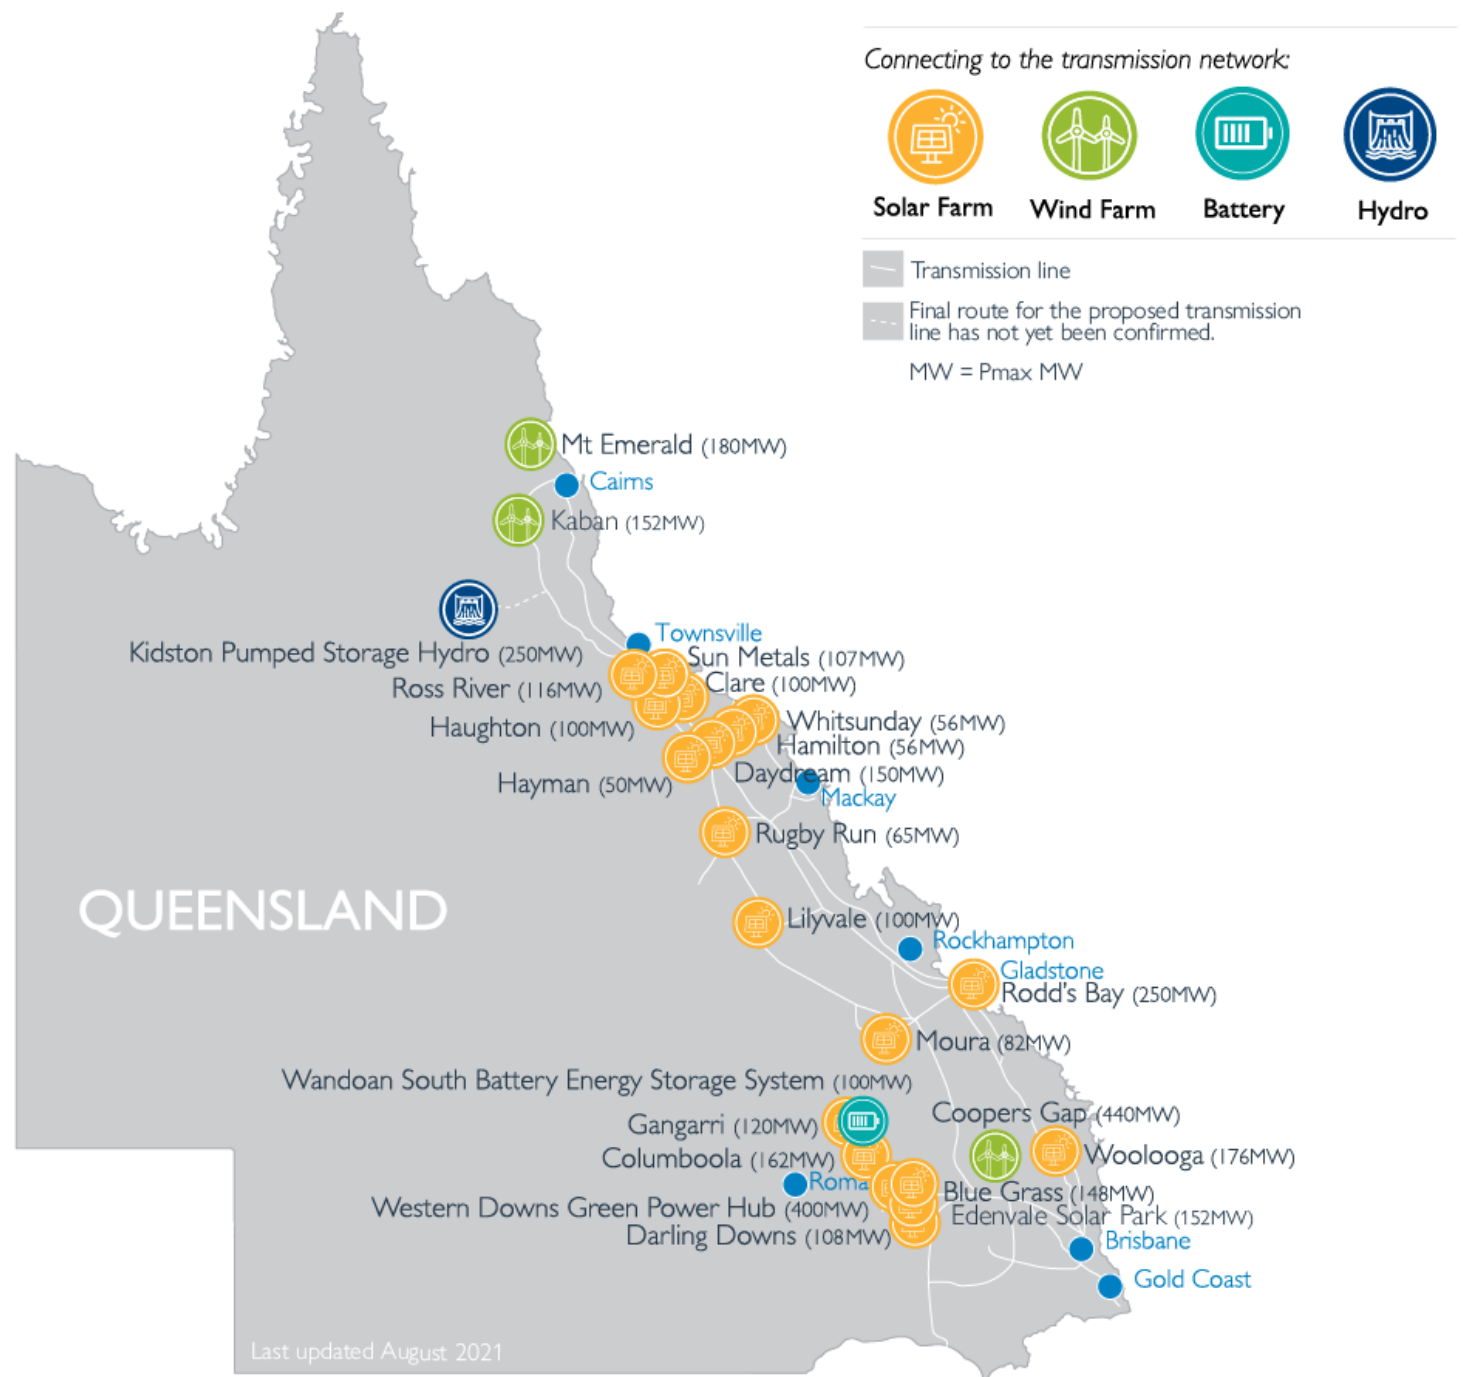 Connecting to the transmission network:
Solar Farm
Wind Farm
Battery
Hydro
Transmission line
Final route for the proposed transmission
line has not yet been confirmed.
MW = Pmax MW
Mt Emerald (180MW)
Cairns
Kaban (152MW)
Townsville
Kidston Pumped Storage Hydro (250MW)
Sun Metals (107MW)
Ross River (116MW)
Clare (100MW)
Haughton (100MW)
Whitsunday (56MW)
Hamilton (56MW)
Daydream (150MW)
Hayman (50MW)
Mackay
Rugby Run (65MW)
QUEENSLAND
Lilyvale (100MW)
Rockhampton
Gladstone
Rodd's Bay (250MW)
Moura (82MW)
Wandoan South Battery Energy Storage System (100MW)
Coopers Gap (440MW)
Gangarri (120MW)
Woolooga (176MW)
Columboola (162MW)
Roma
Blue Grass (148MW)
Western Downs Green Power Hub (400MW)
Edenvale Solar Park (152MW)
Darling Downs (108MW)
Brisbane
Gold Coast
Last updated August 2021